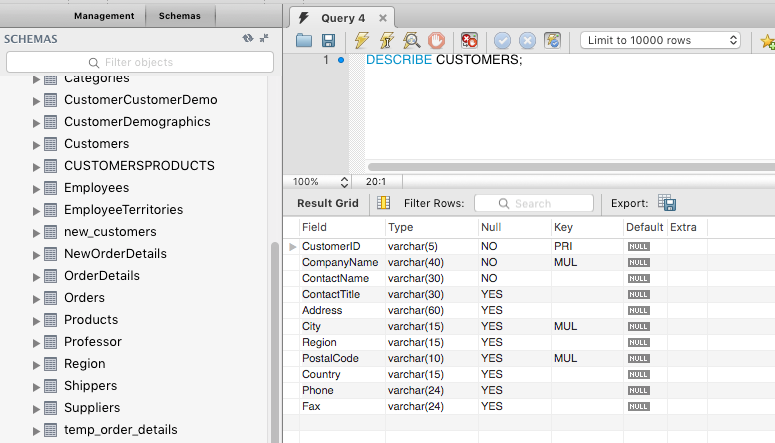 Management Schemas
Query 4
SCHEMAS
Filter objects
Categories
CustomerCustomerDemo
CustomerDemographics
Customers
CUSTOMERSPRODUCTS
Employees
EmployeeTerritories
new_customers
NewOrderDetails
OrderDetails
Orders
Products
Professor
Region
Shippers
Suppliers
temp_order_details
Limit to 10000 rows
1 DESCRIBE CUSTOMERS;
100% 20:1
Result Grid Filter Rows: Search Export:
Field Type Null Key Default Extra
CustomerID varchar(5) NO PRI NULL
CompanyName varchar(40) NO MUL NULL
ContactName varchar(30) NO NULL
ContactTitle varchar(30) YES NULL
Address varchar(60) YES NULL
City varchar(15) YES MUL NULL
Region varchar(15) YES NULL
PostalCode varchar(10) YES MUL NULL
Country varchar(15) YES NULL
Phone varchar(24) YES NULL
Fax varchar(24) YES NULL